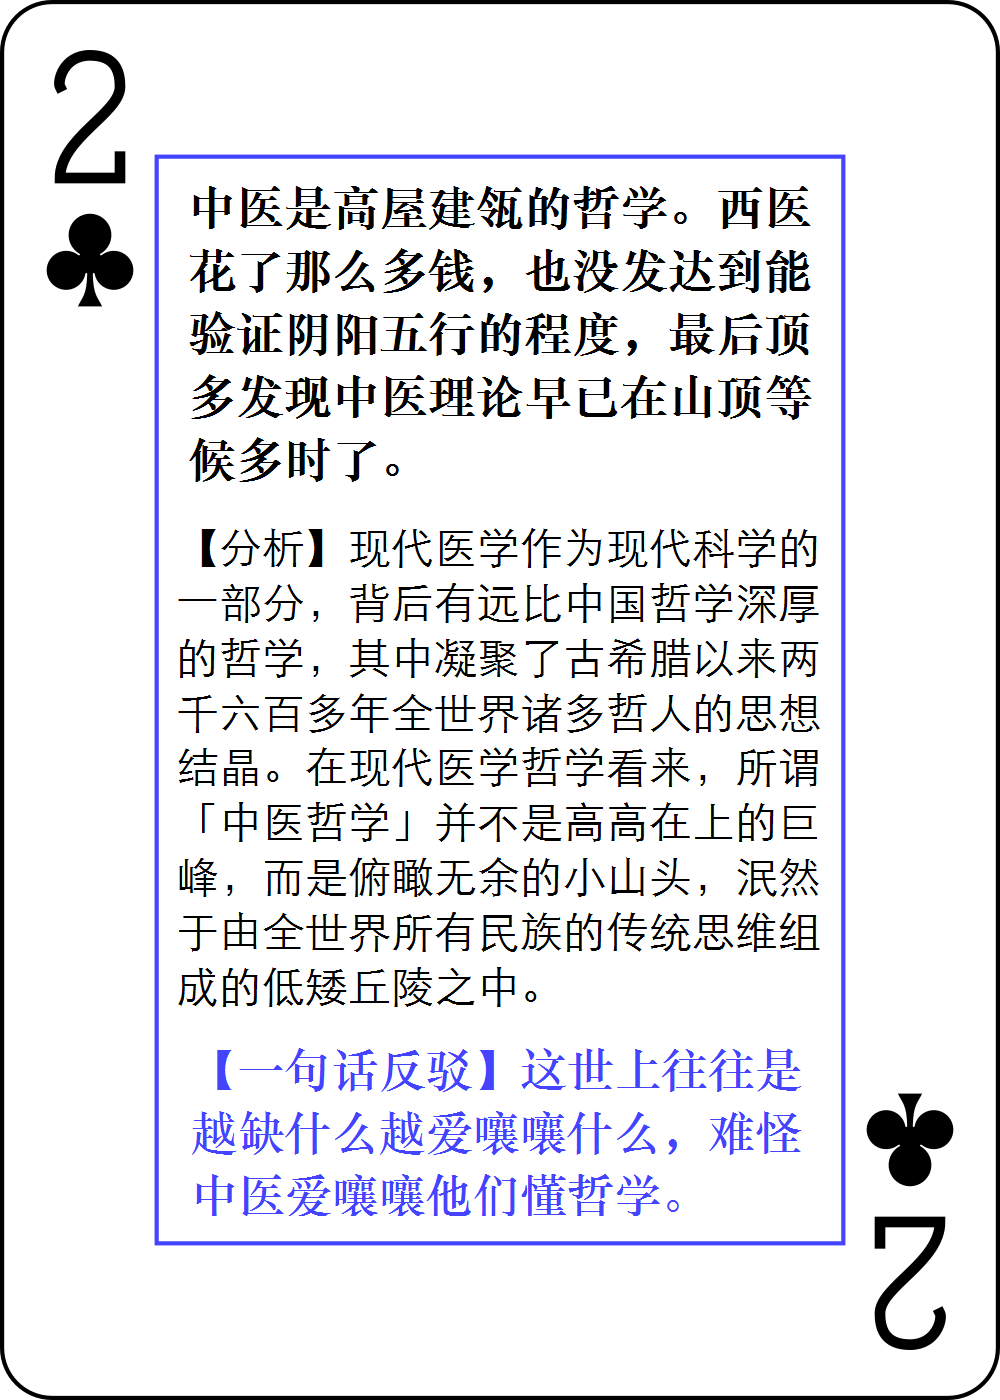 2
中医是高屋建瓴的哲学。西医
花了那么多钱，也没发达到能
验证阴阳五行的程度，最后顶
多发现中医理论早已在山顶等
候多时了。
【分析】现代医学作为现代科学的
一部分，背后有远比中国哲学深厚
的哲学，其中凝聚了古希腊以来两
千六百多年全世界诸多哲人的思想
结晶。在现代医学哲学看来，所谓
「中医哲学」并不是高高在上的巨
峰，而是俯瞰无余的小山头，泯然
于由全世界所有民族的传统思维组
成的低矮丘陵之中。
【一句话反驳】这世上往往是
越缺什么越爱嚷嚷什么，难怪
中医爱嚷嚷他们懂哲学。
2